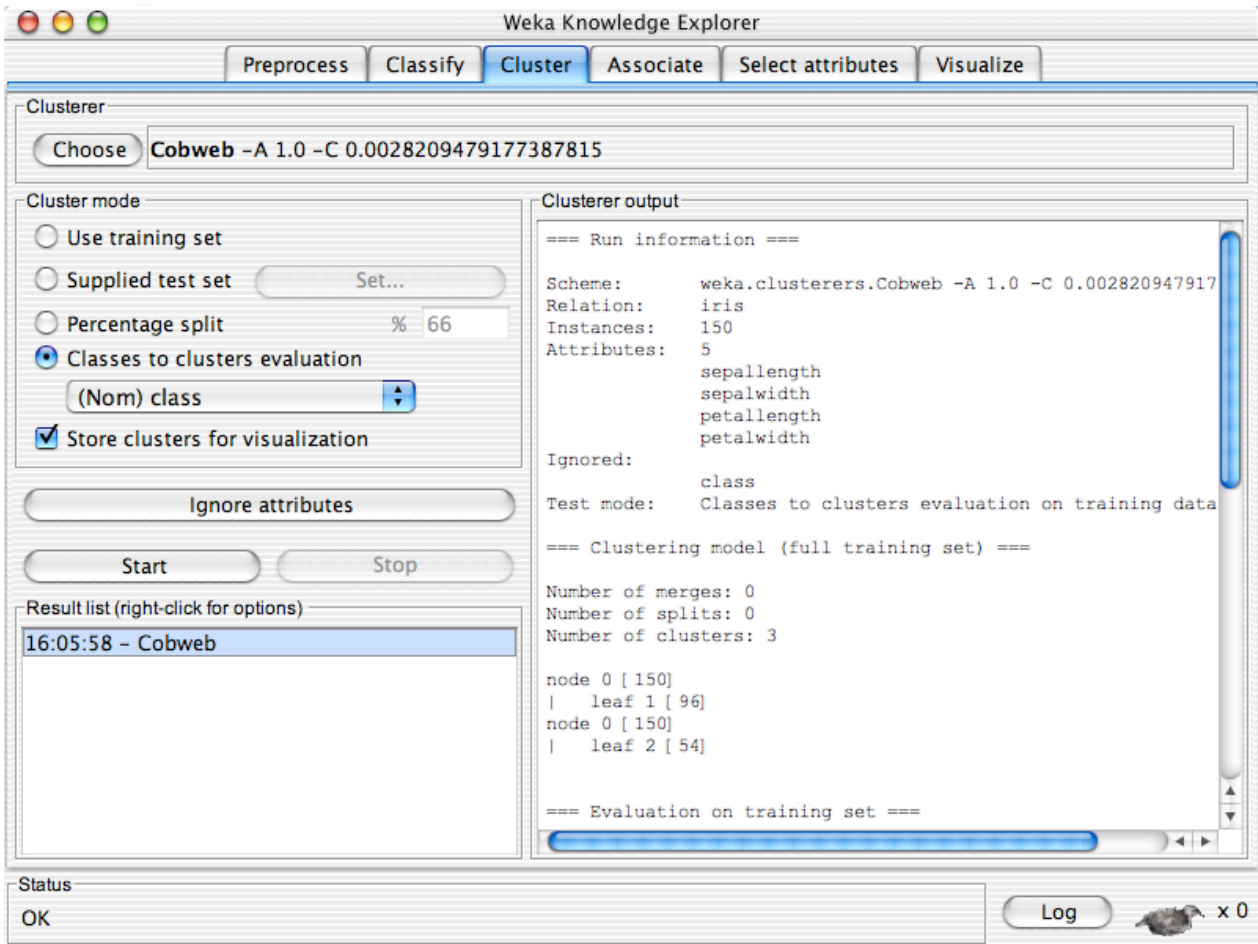 Weka Knowledge Explorer
Preprocess Classify Cluster Associate Select attributes Visualize
Clusterer
Choose Cobweb -A 1.0 -C 0.0028209479177387815
Cluster mode
Use training set
Supplied test set Set...
Percentage split % 66
Classes to clusters evaluation
(Nom) class
Store clusters for visualization
Ignore attributes
Start Stop
Result list (right-click for options)
16:05:58 - Cobweb
Clusterer output
=== Run information ===
Scheme: weka.clusterers.Cobweb -A 1.0 -C 0.002820947917
Relation: iris
Instances: 150
Attributes: 5
sepallength
sepalwidth
petallength
petalwidth
Ignored:
class
Test mode: Classes to clusters evaluation on training data
=== Clustering model (full training set) ===
Number of merges: 0
Number of splits: 0
Number of clusters: 3
node 0 [150]
| leaf 1 [96]
node 0 [150]
| leaf 2 [54]
=== Evaluation on training set ===
Status
OK
Log x 0